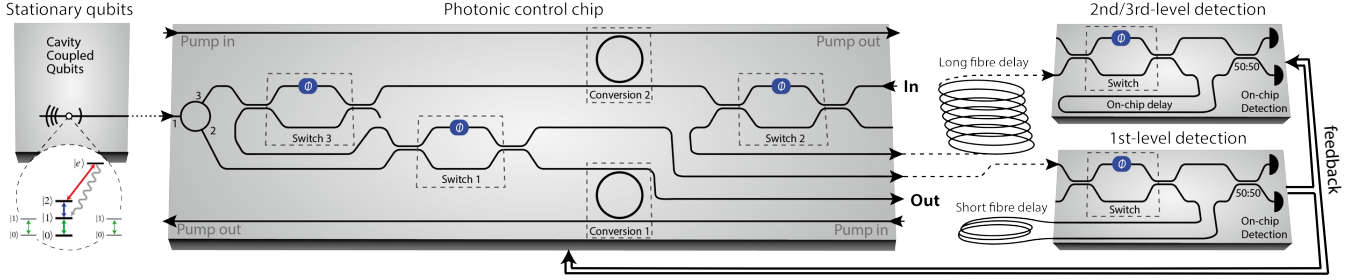 Stationary qubits
Photonic control chip
2nd/3rd-level detection
Cavity
Coupled
Qubits
Pump in
Pump out
Φ
Switch 3
Conversion 2
Φ
Switch 2
In
Long fibre delay
Φ
Switch
50:50
On-chip delay
On-chip
Detection
1
2
3
Φ
Switch 1
1st-level detection
Φ
Switch
50:50
On-chip
Detection
feedback
|e⟩
|2⟩
|1⟩
|0⟩
|1⟩
|0⟩
|1⟩
|0⟩
Out
Short fibre delay
Conversion 1
Pump out
Pump in